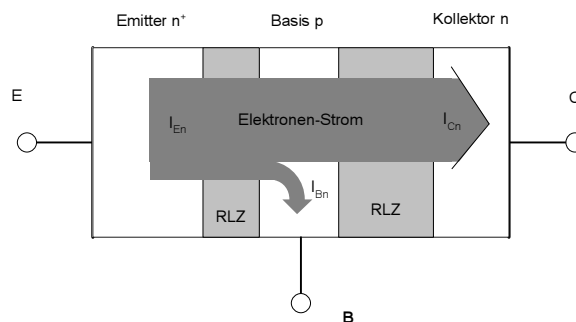 Emitter n⁺ Basis p Kollektor n
E C
I_En Elektronen-Strom I_Cn
I_Bn
RLZ RLZ
B